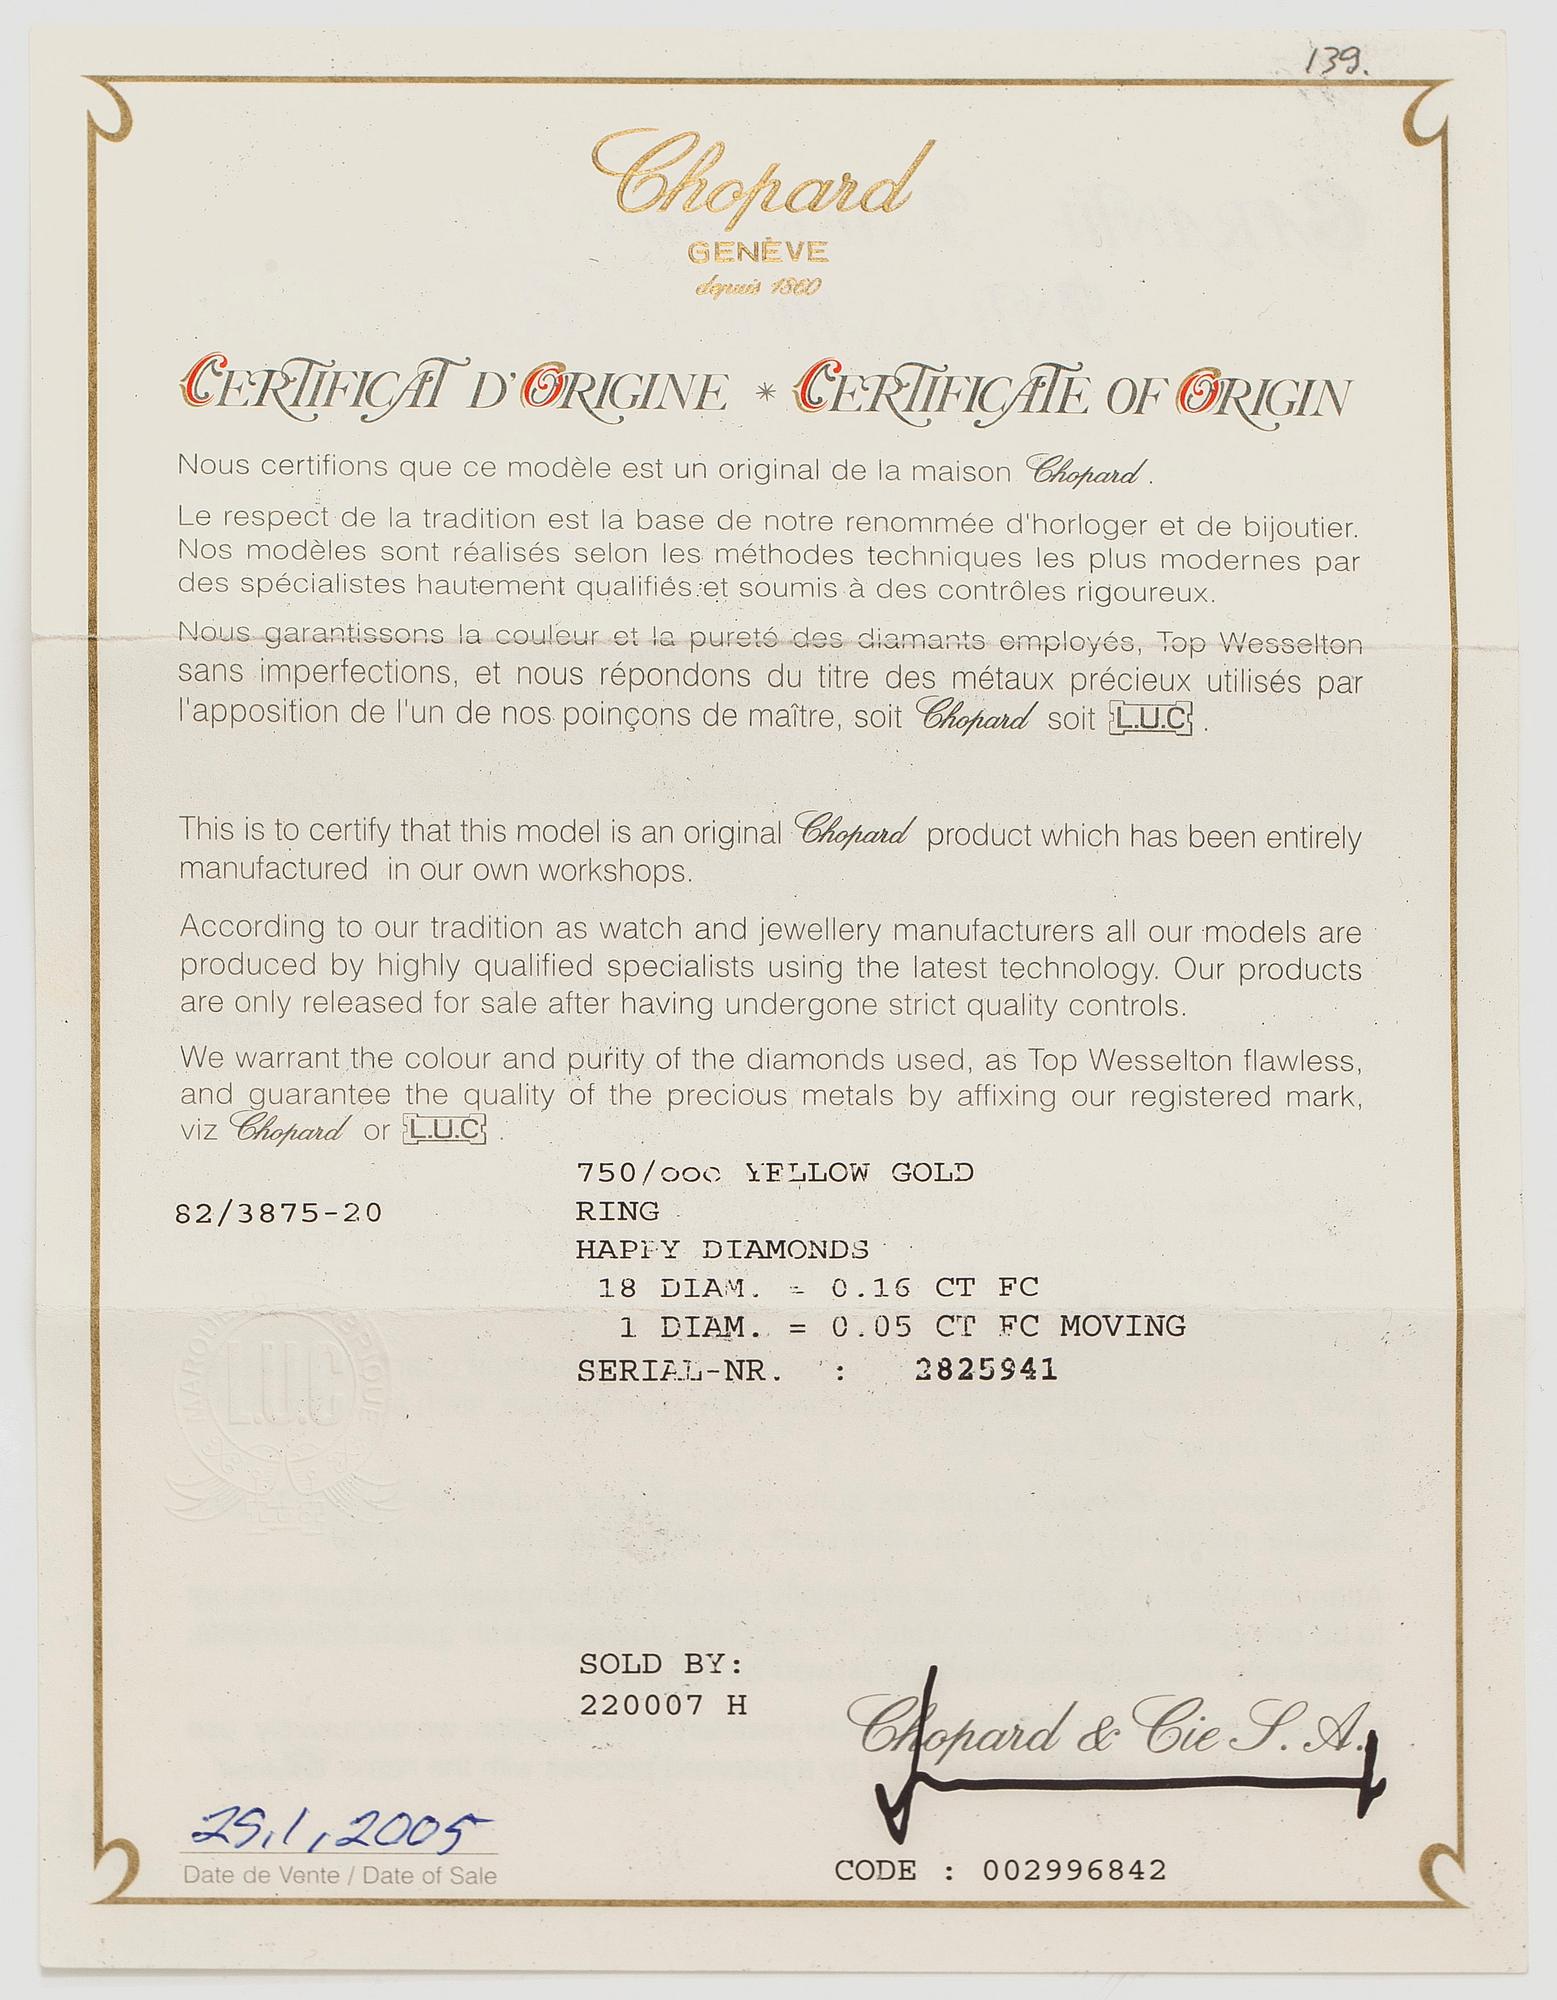 139.
Chopard
GENÈVE
depuis 1860
CERTIFICAT D'ORIGINE * CERTIFICATE OF ORIGIN
Nous certifions que ce modèle est un original de la maison Chopard.
Le respect de la tradition est la base de notre renommée d'horloger et de bijoutier.
Nos modèles sont réalisés selon les méthodes techniques les plus modernes par
des spécialistes hautement qualifiés et soumis à des contrôles rigoureux.
Nous garantissons la couleur et la pureté des diamants employés, Top Wesselton
sans imperfections, et nous répondons du titre des métaux précieux utilisés par
l'apposition de l'un de nos poinçons de maître, soit Chopard soit L.U.C.
This is to certify that this model is an original Chopard product which has been entirely
manufactured in our own workshops.
According to our tradition as watch and jewellery manufacturers all our models are
produced by highly qualified specialists using the latest technology. Our products
are only released for sale after having undergone strict quality controls.
We warrant the colour and purity of the diamonds used, as Top Wesselton flawless,
and guarantee the quality of the precious metals by affixing our registered mark,
viz Chopard or L.U.C.
750/ooo YELLOW GOLD
82/3875-20 RING
HAPPY DIAMONDS
18 DIAM. = 0.16 CT FC
1 DIAM. = 0.05 CT FC MOVING
SERIAL-NR. : 2825941
L.U.C
SOLD BY:
220007 H
Chopard & Cie S.A.
25,1,2005
Date de Vente / Date of Sale
CODE : 002996842